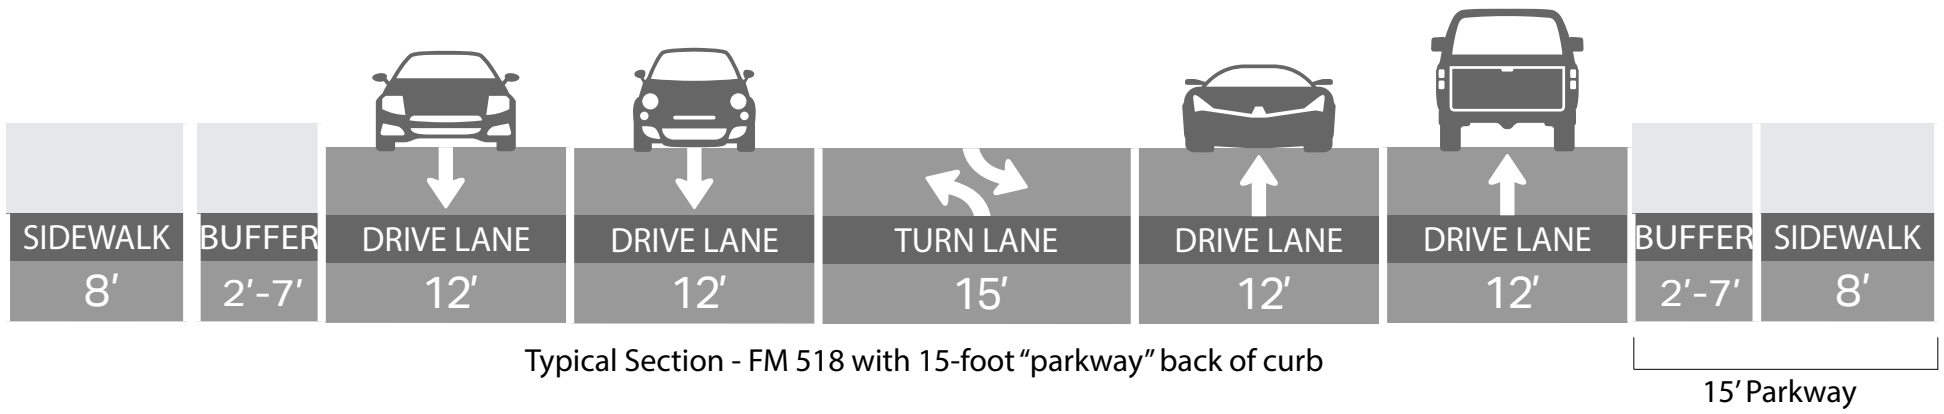 SIDEWALK BUFFER DRIVE LANE DRIVE LANE TURN LANE DRIVE LANE DRIVE LANE BUFFER SIDEWALK
8' 2'-7' 12' 12' 15' 12' 12' 2'-7' 8'
Typical Section - FM 518 with 15-foot “parkway” back of curb
15' Parkway